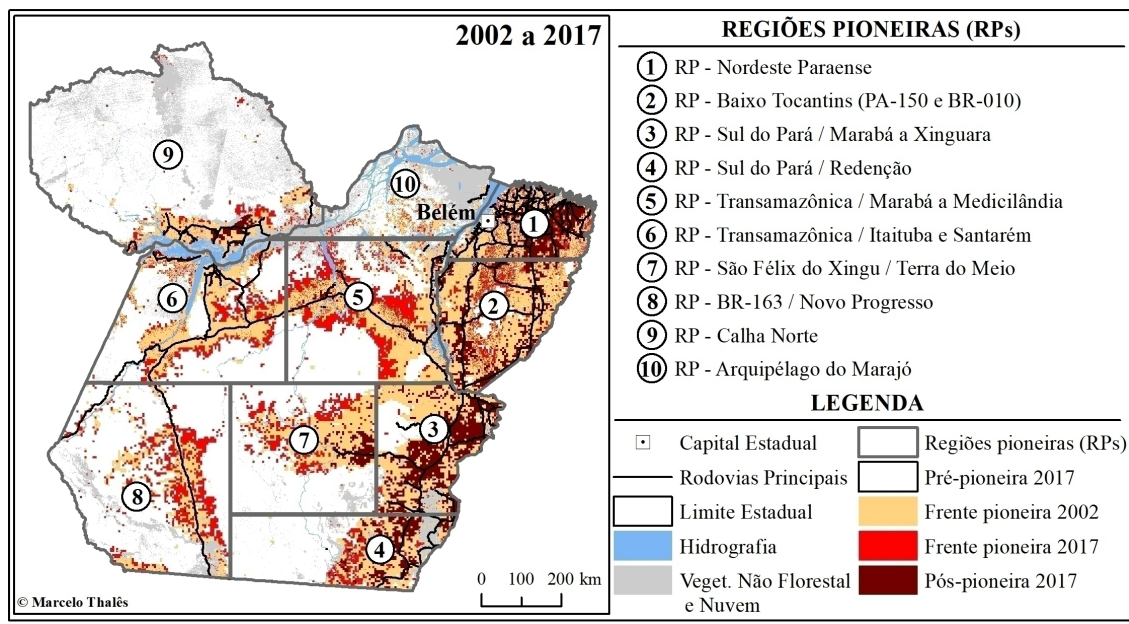 2002 a 2017
9
10
Belém
1
6
5
2
7
3
8
4
0 100 200 km
© Marcelo Thalês
REGIÕES PIONEIRAS (RPs)
1 RP - Nordeste Paraense
2 RP - Baixo Tocantins (PA-150 e BR-010)
3 RP - Sul do Pará / Marabá a Xinguara
4 RP - Sul do Pará / Redenção
5 RP - Transamazônica / Marabá a Medicilândia
6 RP - Transamazônica / Itaituba e Santarém
7 RP - São Félix do Xingu / Terra do Meio
8 RP - BR-163 / Novo Progresso
9 RP - Calha Norte
10 RP - Arquipélago do Marajó
LEGENDA
Capital Estadual
Rodovias Principais
Limite Estadual
Hidrografia
Veget. Não Florestal
e Nuvem
Regiões pioneiras (RPs)
Pré-pioneira 2017
Frente pioneira 2002
Frente pioneira 2017
Pós-pioneira 2017